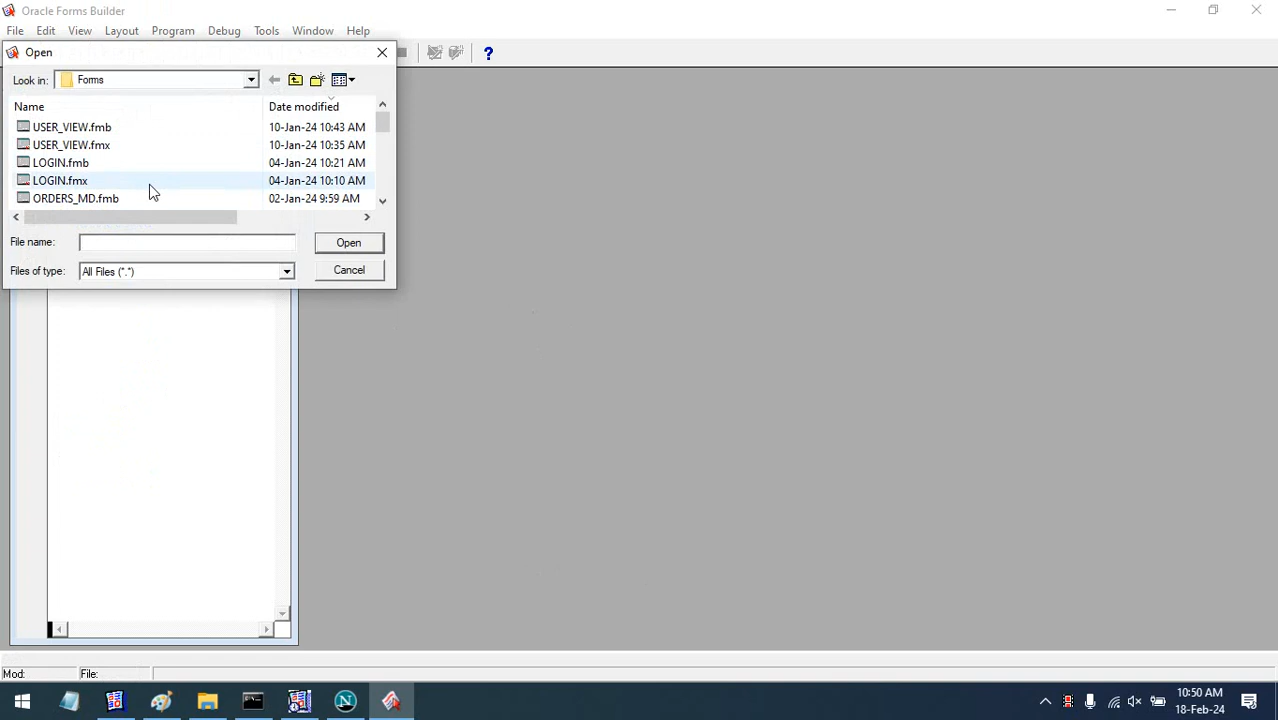 Oracle Forms Builder
File Edit View Layout Program Debug Tools Window Help
Open
Look in: Forms
Name Date modified
USER_VIEW.fmb 10-Jan-24 10:43 AM
USER_VIEW.fmx 10-Jan-24 10:35 AM
LOGIN.fmb 04-Jan-24 10:21 AM
LOGIN.fmx 04-Jan-24 10:10 AM
ORDERS_MD.fmb 02-Jan-24 9:59 AM
File name: Open
Files of type: All Files (*.*) Cancel
Mod: File:
10:50 AM
18-Feb-24